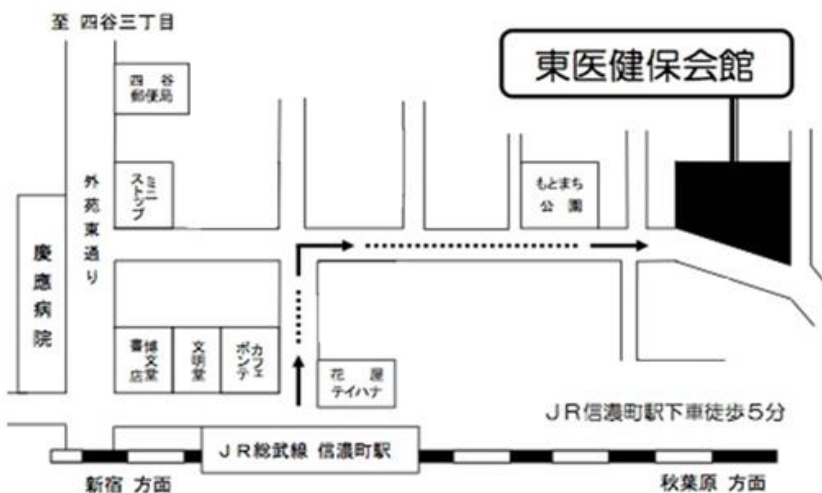 至 四谷三丁目
東医健保会館
四谷
郵便局
ミニ
ストップ
もとまち
公園
外苑東通り
慶應病院
博文堂
書店
文明堂
カフェ
ポンテ
花屋
テイハナ
JR信濃町駅下車徒歩5分
JR総武線 信濃町駅
新宿 方面
秋葉原 方面